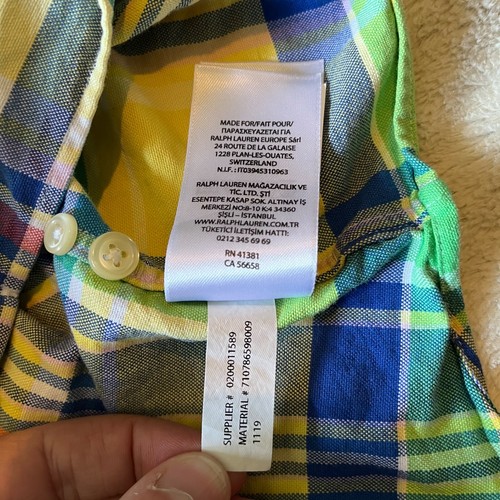 MADE FOR/FAIT POUR/
ΠΑΡΑΣΚΕΥΑΖΕΤΑΙ ΓΙΑ
RALPH LAUREN EUROPE Sàrl
24 ROUTE DE LA GALAISE
1228 PLAN-LES-OUATES,
SWITZERLAND
N.I.F. : IT03945310963
RALPH LAUREN MAĞAZACILIK VE
TİC. LTD. ŞTİ
ESENTEPE KASAP SOK. ALTINAY İŞ
MERKEZİ NO:8-10 K:4 34360
ŞİŞLİ – İSTANBUL
WWW.RALPHLAUREN.COM.TR
TÜKETİCİ İLETİŞİM HATTI:
0212 345 69 69
RN 41381
CA 56658
SUPPLIER # 0200011589
MATERIAL # 710786598009
1119